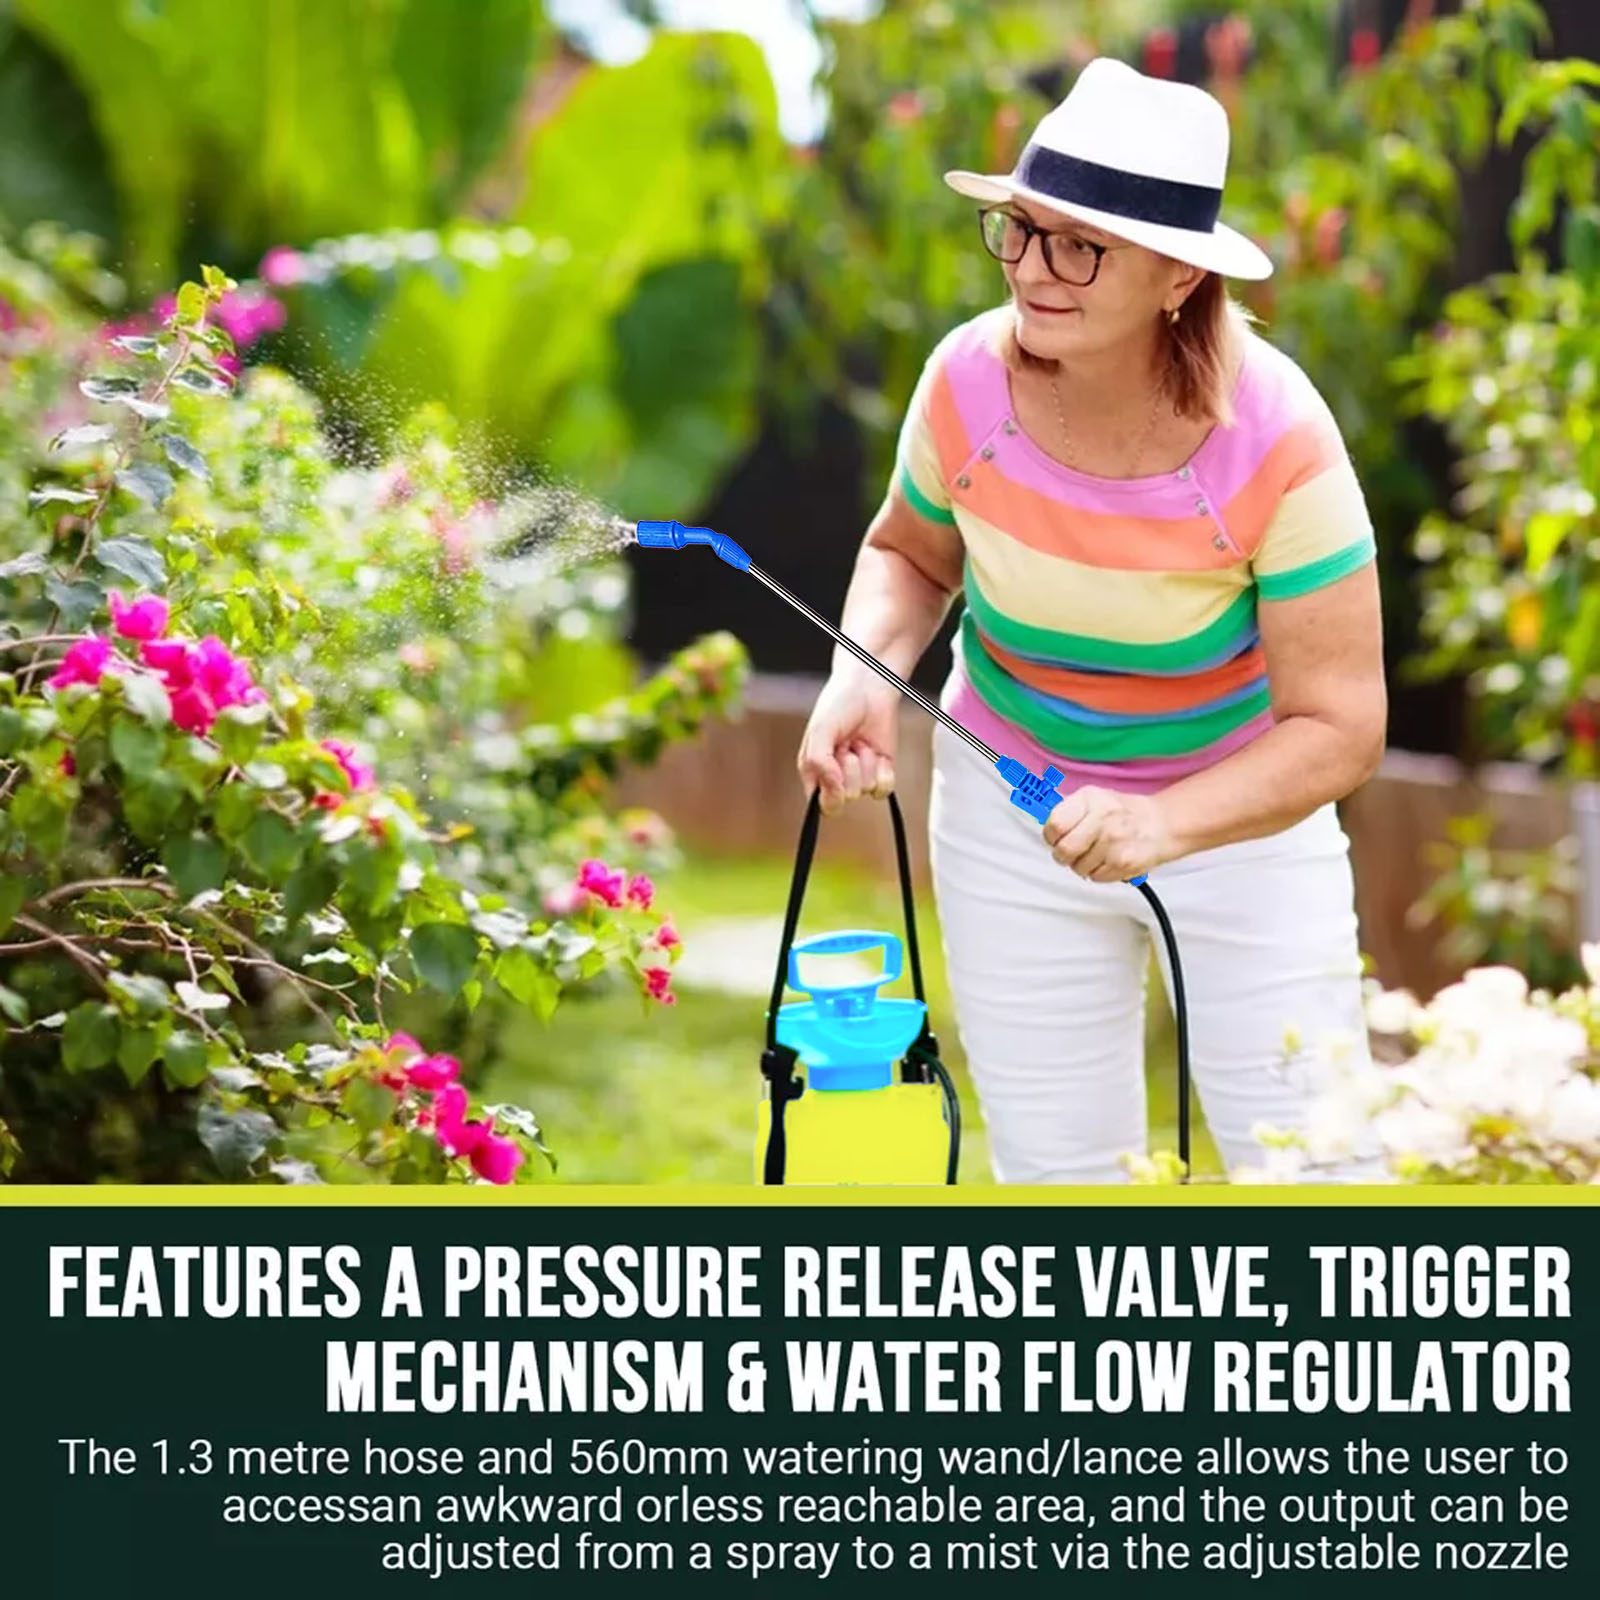 FEATURES A PRESSURE RELEASE VALVE, TRIGGER
MECHANISM & WATER FLOW REGULATOR
The 1.3 metre hose and 560mm watering wand/lance allows the user to
accessan awkward orless reachable area, and the output can be
adjusted from a spray to a mist via the adjustable nozzle